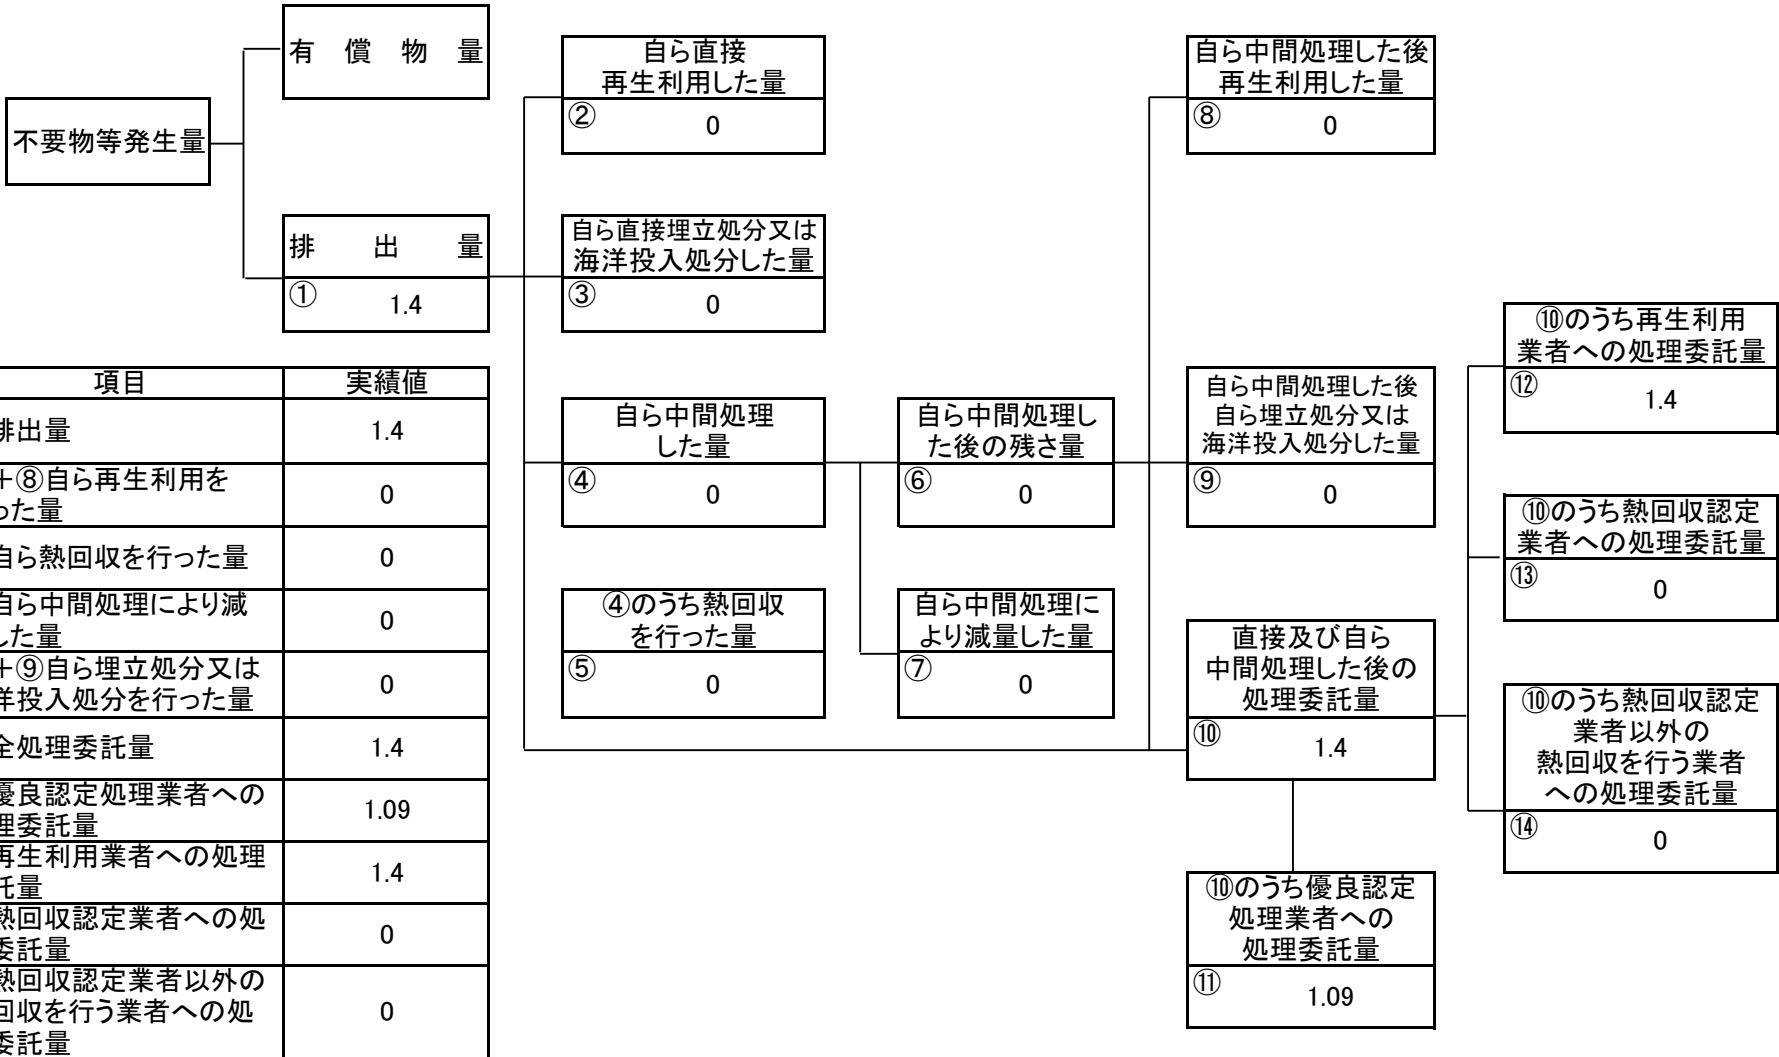 有 償 物 量
不要物等発生量
排 出 量
① 1.4
自ら直接
再生利用した量
② 0
自ら直接埋立処分又は
海洋投入処分した量
③ 0
自ら中間処理
した量
④ 0
④のうち熱回収
を行った量
⑤ 0
自ら中間処理し
た後の残さ量
⑥ 0
自ら中間処理に
より減量した量
⑦ 0
自ら中間処理した後
再生利用した量
⑧ 0
自ら中間処理した後
自ら埋立処分又は
海洋投入処分した量
⑨ 0
直接及び自ら
中間処理した後の
処理委託量
⑩ 1.4
⑩のうち優良認定
処理業者への
処理委託量
⑪ 1.09
⑩のうち再生利用
業者への処理委託量
⑫ 1.4
⑩のうち熱回収認定
業者への処理委託量
⑬ 0
⑩のうち熱回収認定
業者以外の
熱回収を行う業者
への処理委託量
⑭ 0
項目 実績値
排出量 1.4
+⑧自ら再生利用を
った量 0
自ら熱回収を行った量 0
自ら中間処理により減
した量 0
+⑨自ら埋立処分又は
洋投入処分を行った量 0
全処理委託量 1.4
優良認定処理業者への
理委託量 1.09
再生利用業者への処理
託量 1.4
熱回収認定業者への処
委託量 0
熱回収認定業者以外の
回収を行う業者への処
委託量 0